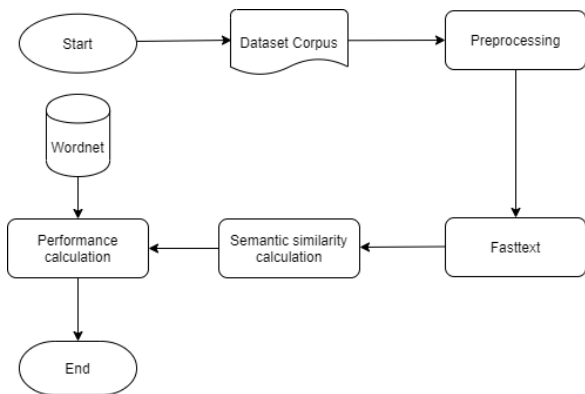 Start
Dataset Corpus
Preprocessing
Wordnet
Performance
calculation
Semantic similarity
calculation
Fasttext
End